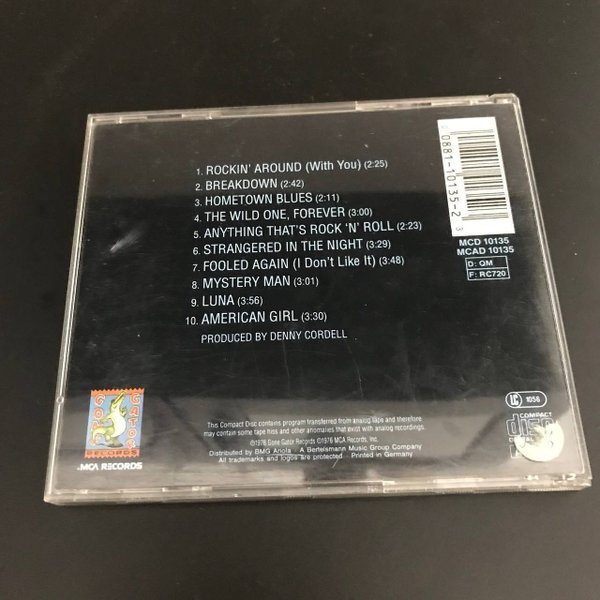 1. ROCKIN' AROUND (With You) (2:25)
2. BREAKDOWN (2:42)
3. HOMETOWN BLUES (2:11)
4. THE WILD ONE, FOREVER (3:00)
5. ANYTHING THAT'S ROCK 'N' ROLL (2:23)
6. STRANGERED IN THE NIGHT (3:29)
7. FOOLED AGAIN (I Don't Like It) (3:48)
8. MYSTERY MAN (3:01)
9. LUNA (3:56)
10. AMERICAN GIRL (3:30)
PRODUCED BY DENNY CORDELL
0881-10135-2 3
MCD 10135
MCAD 10135
D: QM
F: RC720
GONE
GATOR
RECORDS
MCA RECORDS
This Compact Disc contains program transferred from analog tape and therefore
may contain some tape hiss and other anomalies that exist with analog recordings.
©1976 Gone Gator Records ©1976 MCA Records, Inc.
Distributed by BMG Ariola · A Bertelsmann Music Group Company
All trademarks and logos are protected · Printed in Germany
LC 1056
COMPACT
disc